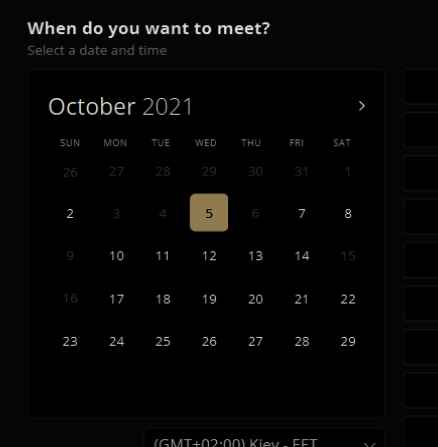 When do you want to meet?
Select a date and time
October 2021
SUN MON TUE WED THU FRI SAT
26 27 28 29 30 31 1
2 3 4 5 6 7 8
9 10 11 12 13 14 15
16 17 18 19 20 21 22
23 24 25 26 27 28 29
(GMT+02:00) Kiev - EET